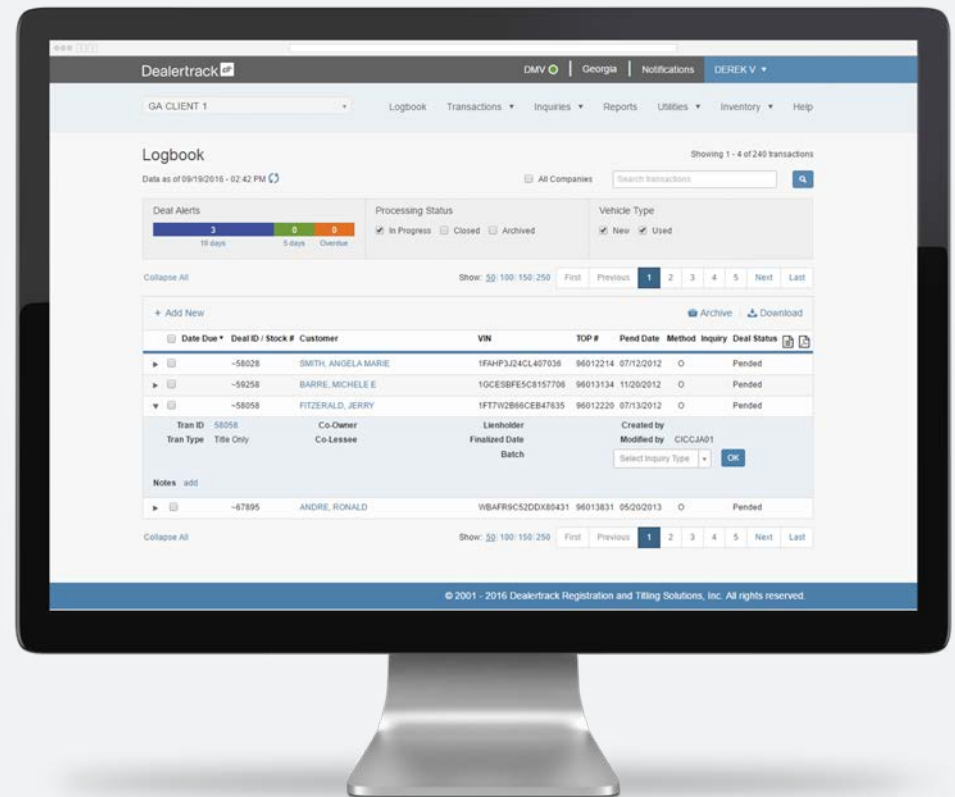 Dealertrack DT
DMV Georgia Notifications DEREK V
GA CLIENT 1 Logbook Transactions Inquiries Reports Utilities Inventory Help
Logbook
Showing 1 - 4 of 240 transactions
Data as of 09/19/2016 - 02:42 PM All Companies Search transactions
Deal Alerts Processing Status Vehicle Type
3 0 0 In Progress Closed Archived New Used
10 days 5 days Overdue
Collapse All Show: 50|100|150|250 First Previous 1 2 3 4 5 Next Last
+ Add New Archive Download
Date Due Deal ID / Stock # Customer VIN TOP # Pend Date Method Inquiry Deal Status
~58028 SMITH, ANGELA MARIE 1FAHP3J24CL407036 96012214 07/12/2012 O Pended
~59258 BARRE, MICHELE E 1GCESBFE5C8157706 96013134 11/20/2012 O Pended
~58058 FITZERALD, JERRY 1FT7W2B66CEB47635 96012220 07/13/2012 O Pended
Tran ID 58058 Co-Owner Lienholder Created by
Tran Type Title Only Co-Lessee Finalized Date Modified by CICCJA01
Batch Select Inquiry Type OK
Notes add
~67895 ANDRE, RONALD WBAFR9C52DDX80431 96013831 05/20/2013 O Pended
Collapse All Show: 50|100|150|250 First Previous 1 2 3 4 5 Next Last
© 2001 - 2016 Dealertrack Registration and Titling Solutions, Inc. All rights reserved.